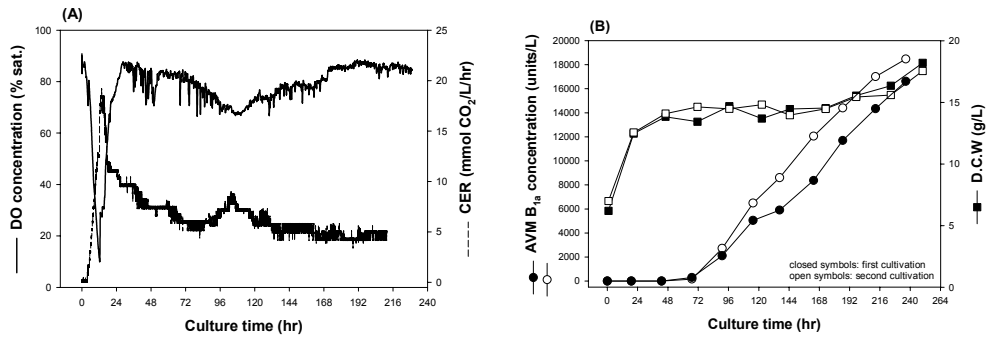 (A)
100
80
60
40
20
0
DO concentration (% sat.)
25
20
15
10
5
0
CER (mmol CO2/L/hr)
0 24 48 72 96 120 144 168 192 216 240
Culture time (hr)
(B)
20000
18000
16000
14000
12000
10000
8000
6000
4000
2000
0
AVM B1a concentration (units/L)
20
15
10
5
0
D.C.W (g/L)
closed symbols: first cultivation
open symbols: second cultivation
0 24 48 72 96 120 144 168 192 216 240 264
Culture time (hr)